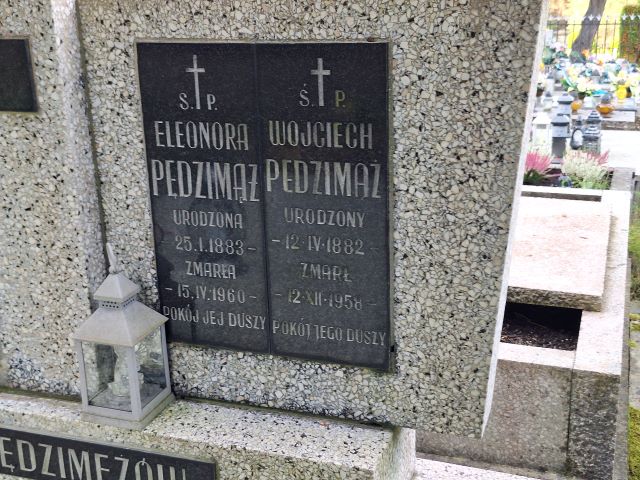 Ś.P.
ELEONORA
PĘDZIMĄŻ
URODZONA
- 25.I.1883 -
ZMARŁA
- 15.IV.1960 -
POKÓJ JEJ DUSZY
Ś.P.
WOJCIECH
PĘDZIMĄŻ
URODZONY
- 12·IV·1882 -
ZMARŁ
- 12·XII·1958 -
POKÓJ JEGO DUSZY